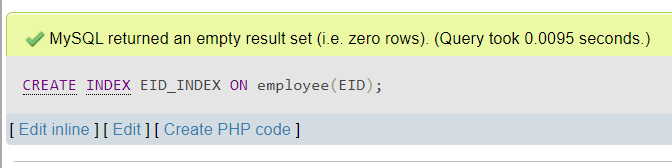 MySQL returned an empty result set (i.e. zero rows). (Query took 0.0095 seconds.)
CREATE INDEX EID_INDEX ON employee(EID);
[ Edit inline ] [ Edit ] [ Create PHP code ]